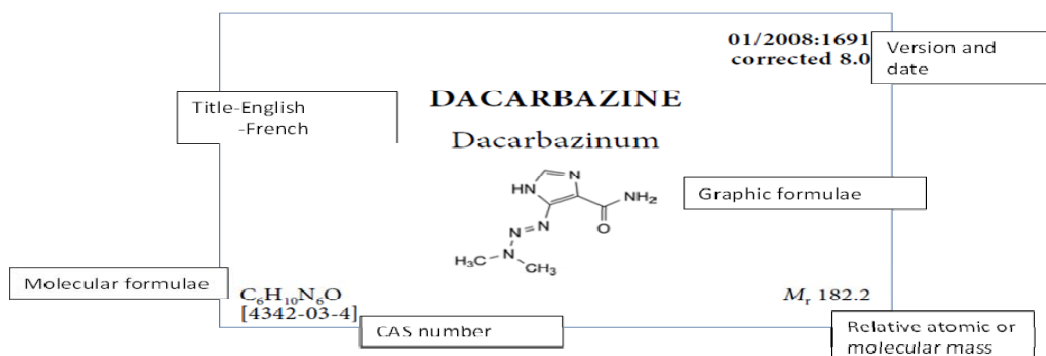 01/2008:1691
corrected 8.0
Version and
date
DACARBAZINE
Title-English
-French
Dacarbazinum
HN
N
NH₂
O
N=N
N
H₃C
CH₃
Graphic formulae
Molecular formulae
C₆H₁₀N₆O
[4342-03-4]
Mᵣ 182.2
CAS number
Relative atomic or
molecular mass